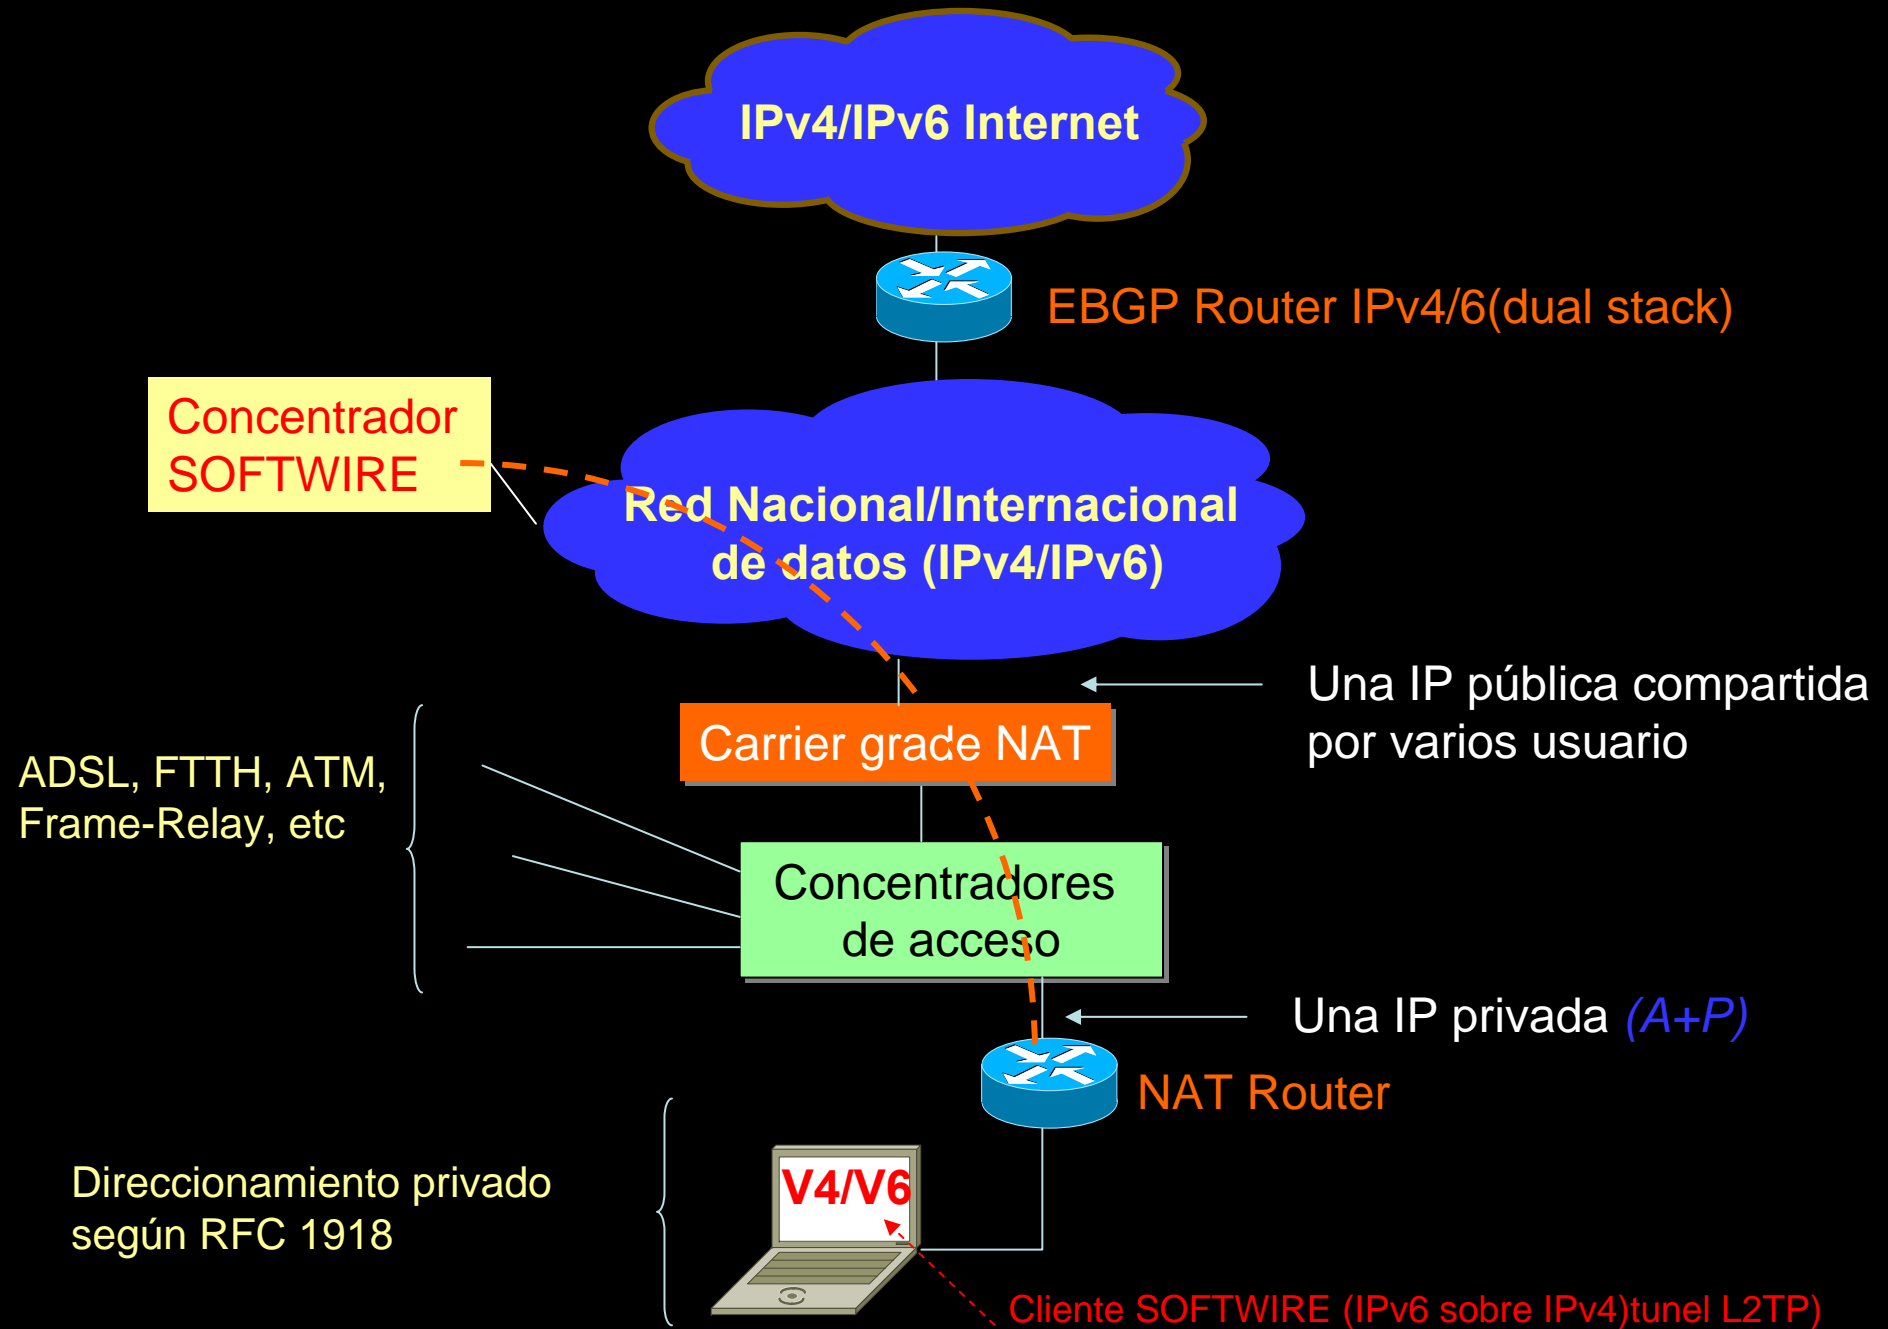 IPv4/IPv6 Internet
EBGP Router IPv4/6(dual stack)
Concentrador
SOFTWIRE
Red Nacional/Internacional
de datos (IPv4/IPv6)
Una IP pública compartida
por varios usuario
Carrier grade NAT
ADSL, FTTH, ATM,
Frame-Relay, etc
Concentradores
de acceso
Una IP privada (A+P)
NAT Router
Direccionamiento privado
según RFC 1918
V4/V6
Cliente SOFTWIRE (IPv6 sobre IPv4)tunel L2TP)